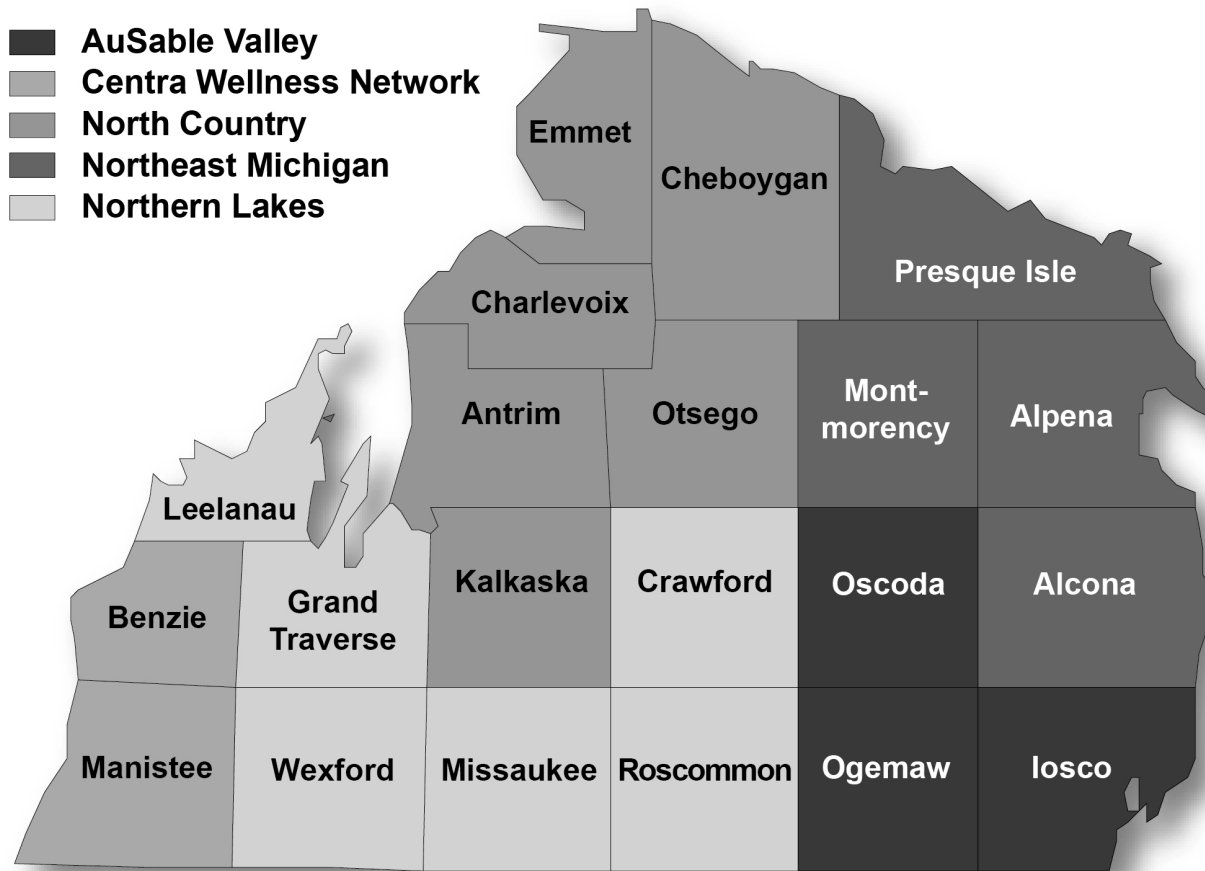 AuSable Valley
Centra Wellness Network
North Country
Northeast Michigan
Northern Lakes
Emmet
Cheboygan
Presque Isle
Charlevoix
Antrim
Otsego
Mont-
morency
Alpena
Leelanau
Benzie
Grand
Traverse
Kalkaska
Crawford
Oscoda
Alcona
Manistee
Wexford
Missaukee
Roscommon
Ogemaw
Iosco